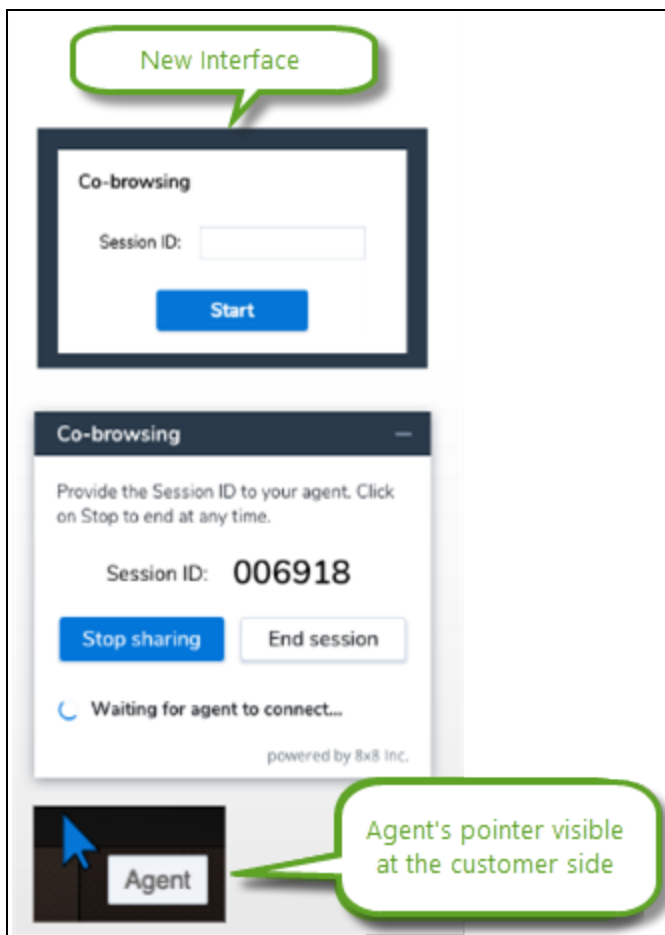 New Interface
Co-browsing
Session ID:
Start
Co-browsing
Provide the Session ID to your agent. Click
on Stop to end at any time.
Session ID: 006918
Stop sharing End session
Waiting for agent to connect...
powered by 8x8 Inc.
Agent's pointer visible
at the customer side
Agent